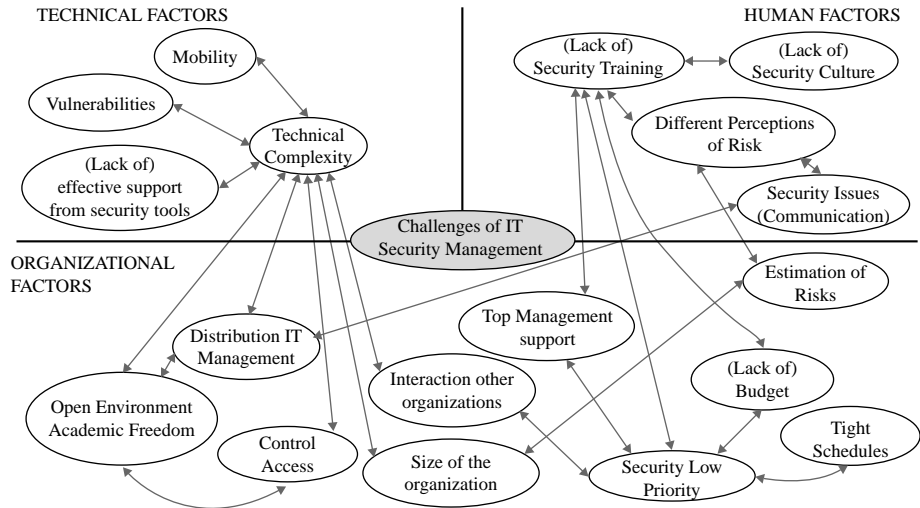 TECHNICAL FACTORS
Mobility
Vulnerabilities
Technical
Complexity
(Lack of)
effective support
from security tools
HUMAN FACTORS
(Lack of)
Security Training
(Lack of)
Security Culture
Different Perceptions
of Risk
Security Issues
(Communication)
Challenges of IT
Security Management
ORGANIZATIONAL
FACTORS
Estimation of
Risks
Distribution IT
Management
Top Management
support
Open Environment
Academic Freedom
Interaction other
organizations
(Lack of)
Budget
Control
Access
Size of the
organization
Security Low
Priority
Tight
Schedules